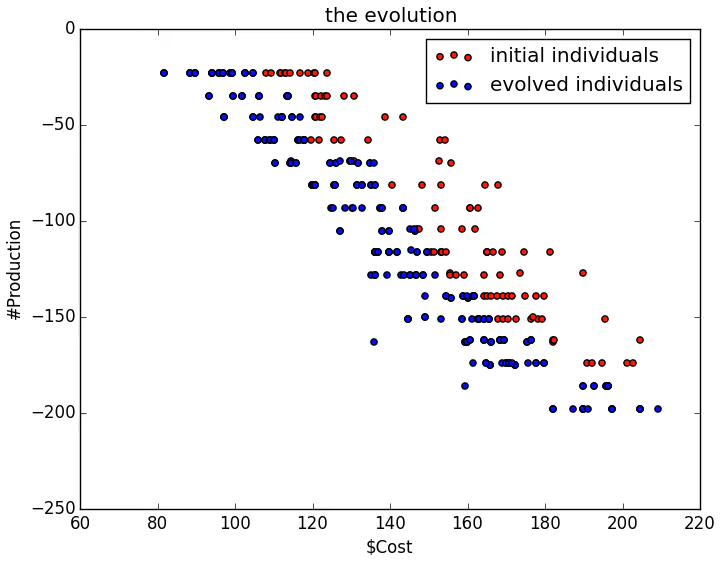 the evolution
initial individuals
evolved individuals
0
−50
−100
−150
−200
−250
#Production
60 80 100 120 140 160 180 200 220
$Cost